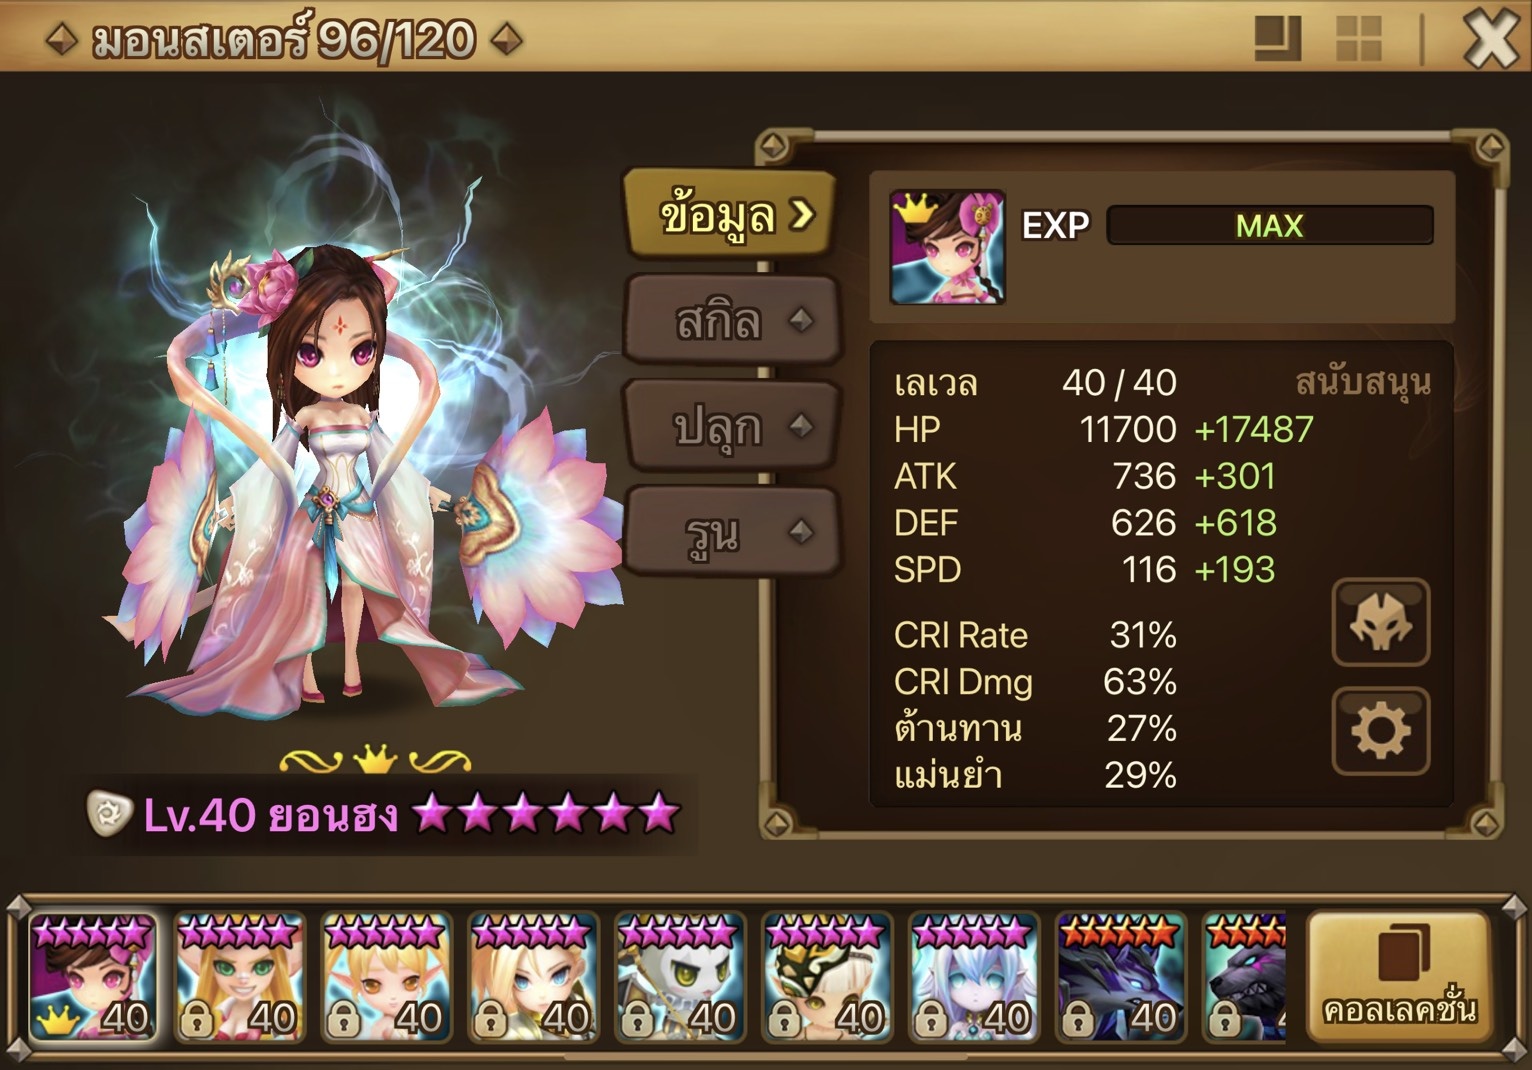 มอนสเตอร์ 96/120
ข้อมูล
สกิล
ปลุก
รูน
EXP MAX
เลเวล 40 / 40 สนับสนุน
HP 11700 +17487
ATK 736 +301
DEF 626 +618
SPD 116 +193
CRI Rate 31%
CRI Dmg 63%
ต้านทาน 27%
แม่นยำ 29%
Lv.40 ยอนฮง
40 40 40 40 40 40 40 40
คอลเลคชั่น